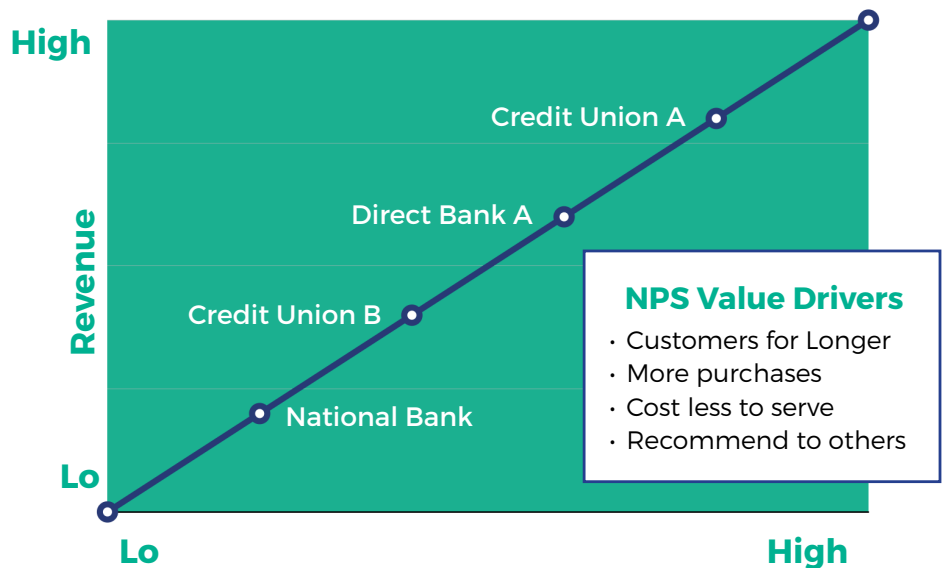 High
Credit Union A
Direct Bank A
Revenue
Credit Union B
National Bank
Lo
NPS Value Drivers
· Customers for Longer
· More purchases
· Cost less to serve
· Recommend to others
Lo
High